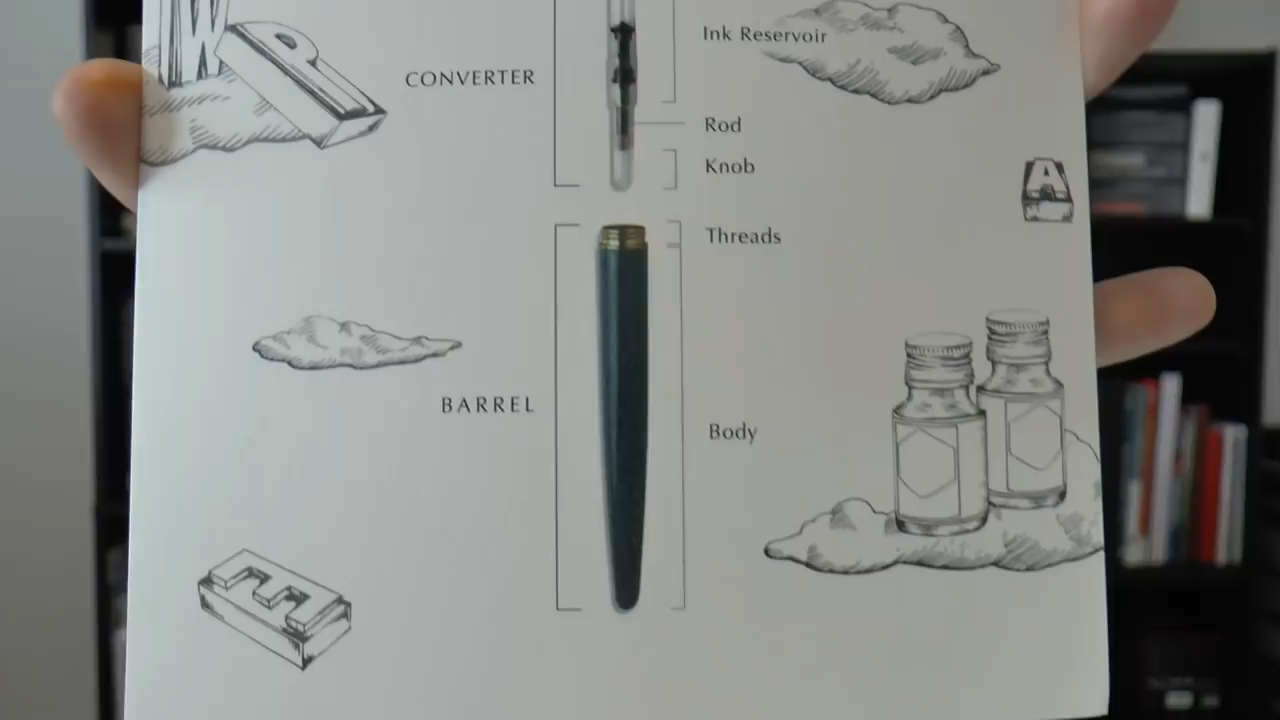 W
P
CONVERTER
Ink Reservoir
Rod
Knob
A
Threads
BARREL
Body
E